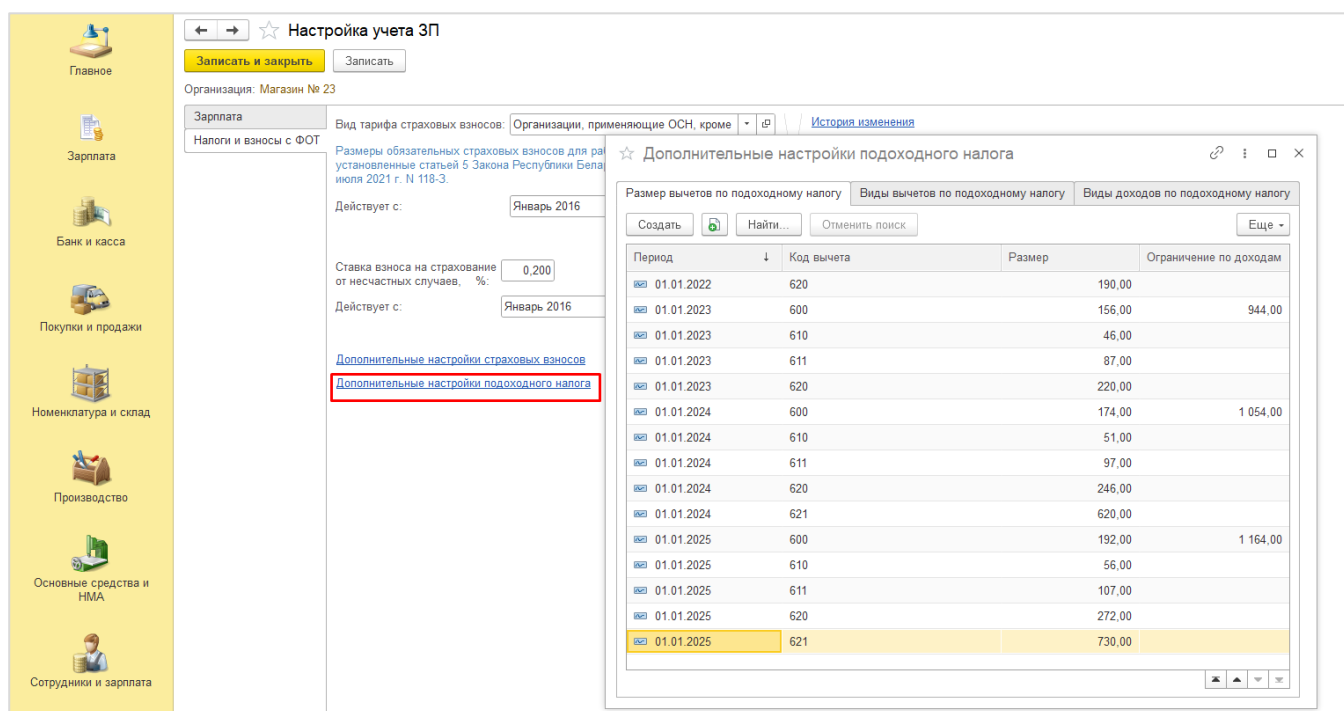 Главное
Зарплата
Банк и касса
Покупки и продажи
Номенклатура и склад
Производство
Основные средства и
НМА
Сотрудники и зарплата
Настройка учета ЗП
Записать и закрыть Записать
Организация: Магазин № 23
Зарплата
Налоги и взносы с ФОТ
Вид тарифа страховых взносов: Организации, применяющие ОСН, кроме История изменения
Размеры обязательных страховых взносов для ра
установленные статьей 5 Закона Республики Бела
июля 2021 г. N 118-З.
Действует с: Январь 2016
Ставка взноса на страхование
от несчастных случаев, %: 0,200
Действует с: Январь 2016
Дополнительные настройки страховых взносов
Дополнительные настройки подоходного налога
Дополнительные настройки подоходного налога
Размер вычетов по подоходному налогу Виды вычетов по подоходному налогу Виды доходов по подоходному налогу
Создать Найти... Отменить поиск Еще
Период Код вычета Размер Ограничение по доходам
01.01.2022 620 190,00
01.01.2023 600 156,00 944,00
01.01.2023 610 46,00
01.01.2023 611 87,00
01.01.2023 620 220,00
01.01.2024 600 174,00 1 054,00
01.01.2024 610 51,00
01.01.2024 611 97,00
01.01.2024 620 246,00
01.01.2024 621 620,00
01.01.2025 600 192,00 1 164,00
01.01.2025 610 56,00
01.01.2025 611 107,00
01.01.2025 620 272,00
01.01.2025 621 730,00